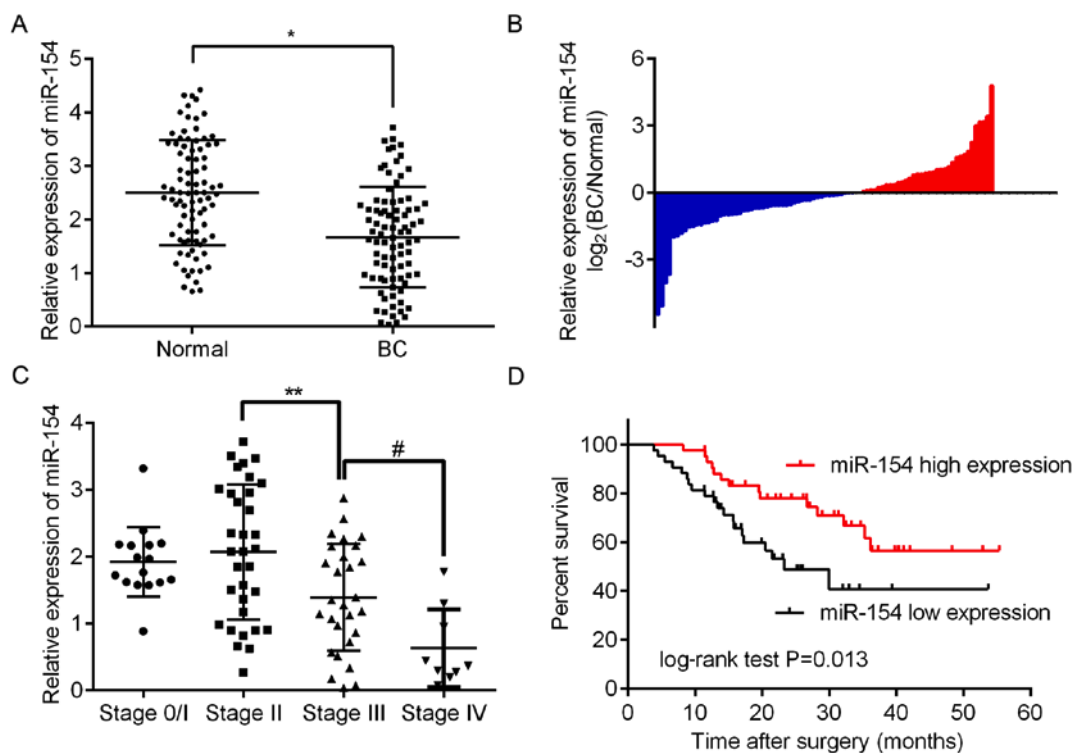 A
Relative expression of miR-154
5
4
3
2
1
0
*
Normal
BC
B
Relative expression of miR-154
log2(BC/Normal)
6
3
0
-3
C
Relative expression of miR-154
4
3
2
1
0
**
#
Stage 0/I
Stage II
Stage III
Stage IV
D
Percent survival
100
80
60
40
20
0
miR-154 high expression
miR-154 low expression
log-rank test P=0.013
0
10
20
30
40
50
60
Time after surgery (months)